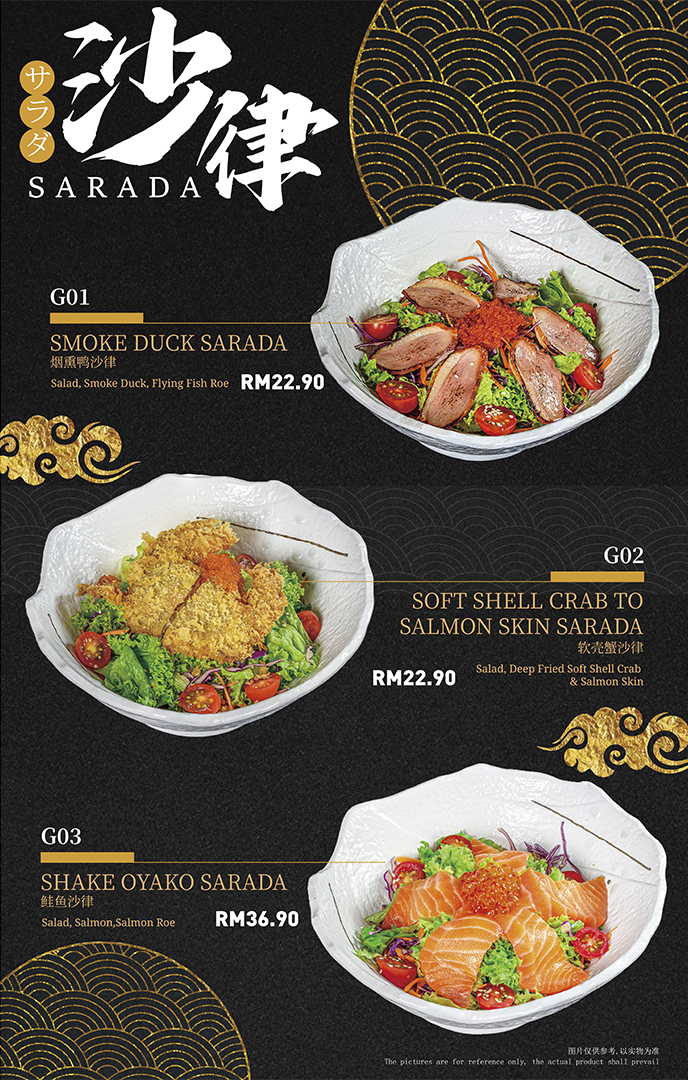 サラダ
沙律
SARADA
G01
SMOKE DUCK SARADA
烟熏鸭沙律
Salad, Smoke Duck, Flying Fish Roe RM22.90
G02
SOFT SHELL CRAB TO
SALMON SKIN SARADA
软壳蟹沙律
RM22.90 Salad, Deep Fried Soft Shell Crab
& Salmon Skin
G03
SHAKE OYAKO SARADA
鲑鱼沙律
Salad, Salmon,Salmon Roe RM36.90
图片仅供参考,以实物为准
The pictures are for reference only, the actual product shall prevail